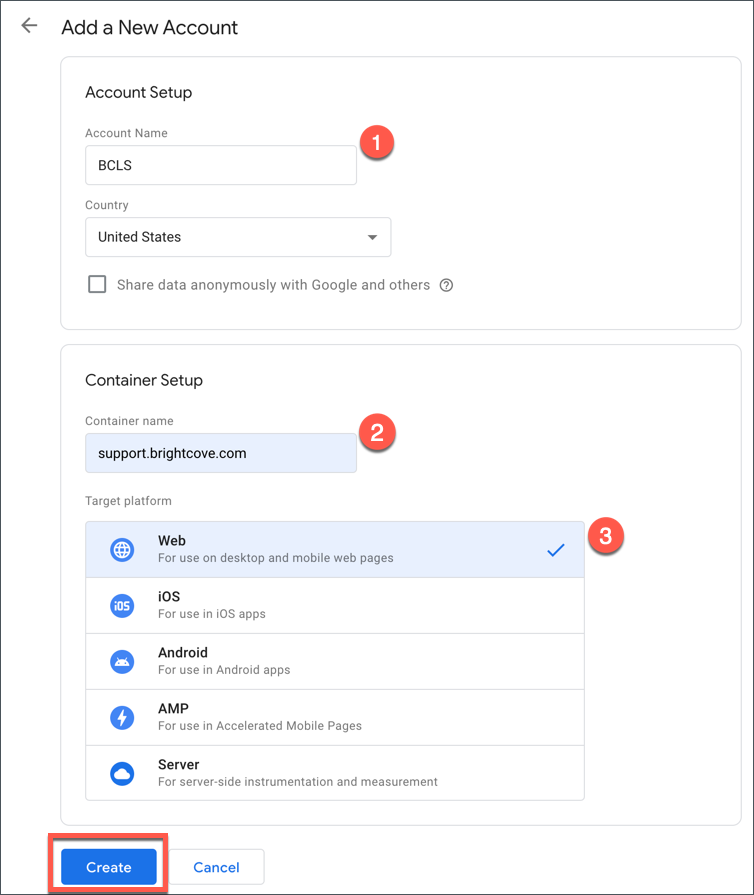 Add a New Account
Account Setup
Account Name
1
BCLS
Country
United States
Share data anonymously with Google and others ?
Container Setup
Container name
2
support.brightcove.com
Target platform
3
Web
For use on desktop and mobile web pages
iOS
iOS
For use in iOS apps
Android
For use in Android apps
AMP
For use in Accelerated Mobile Pages
Server
For server-side instrumentation and measurement
Create Cancel